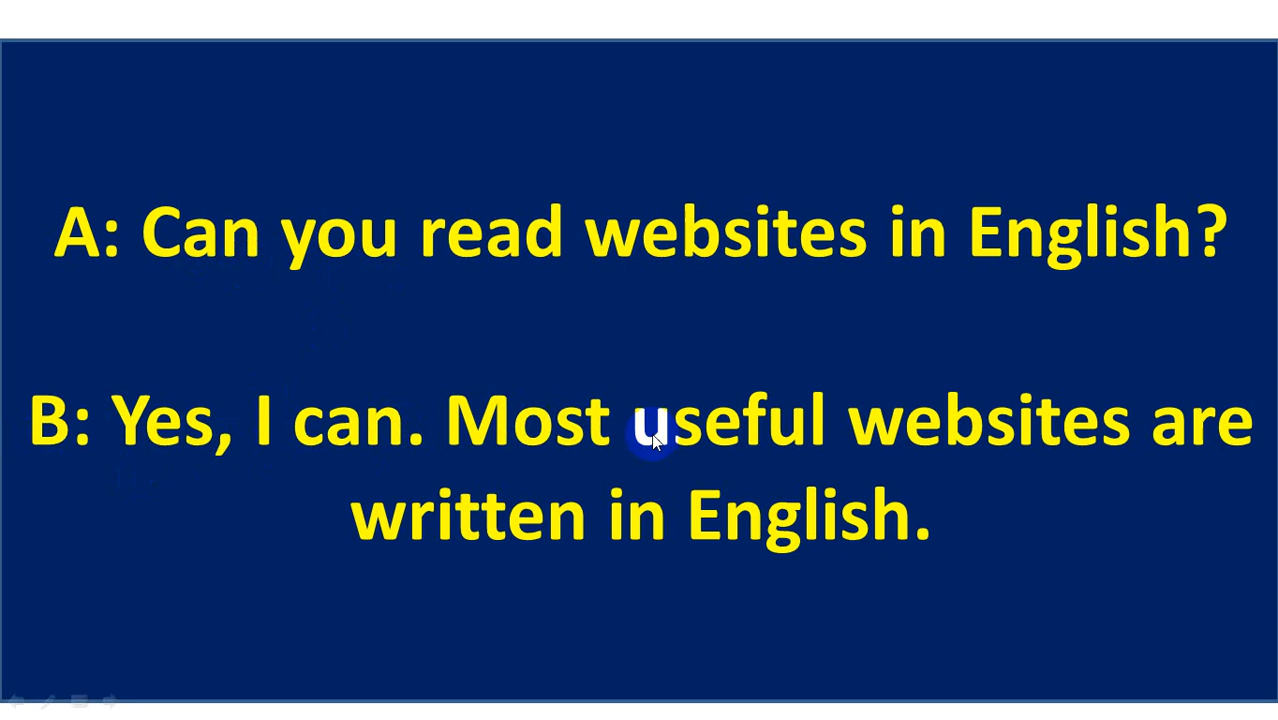 A: Can you read websites in English?
B: Yes, I can. Most useful websites are
written in English.